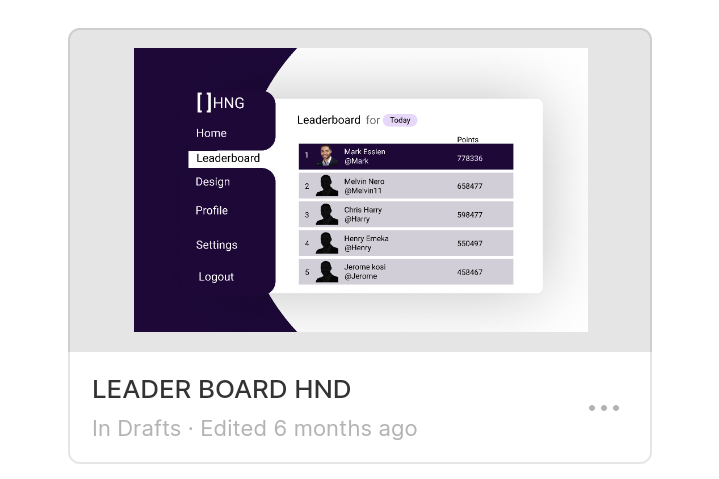 [ ]HNG
Home
Leaderboard
Design
Profile
Settings
Logout
Leaderboard for Today
Points
1 Mark Essien
@Mark
778336
2 Melvin Nero
@Melvin11
658477
3 Chris Harry
@Harry
598477
4 Henry Emeka
@Henry
550497
5 Jerome kosi
@Jerome
458467
LEADER BOARD HND
In Drafts · Edited 6 months ago